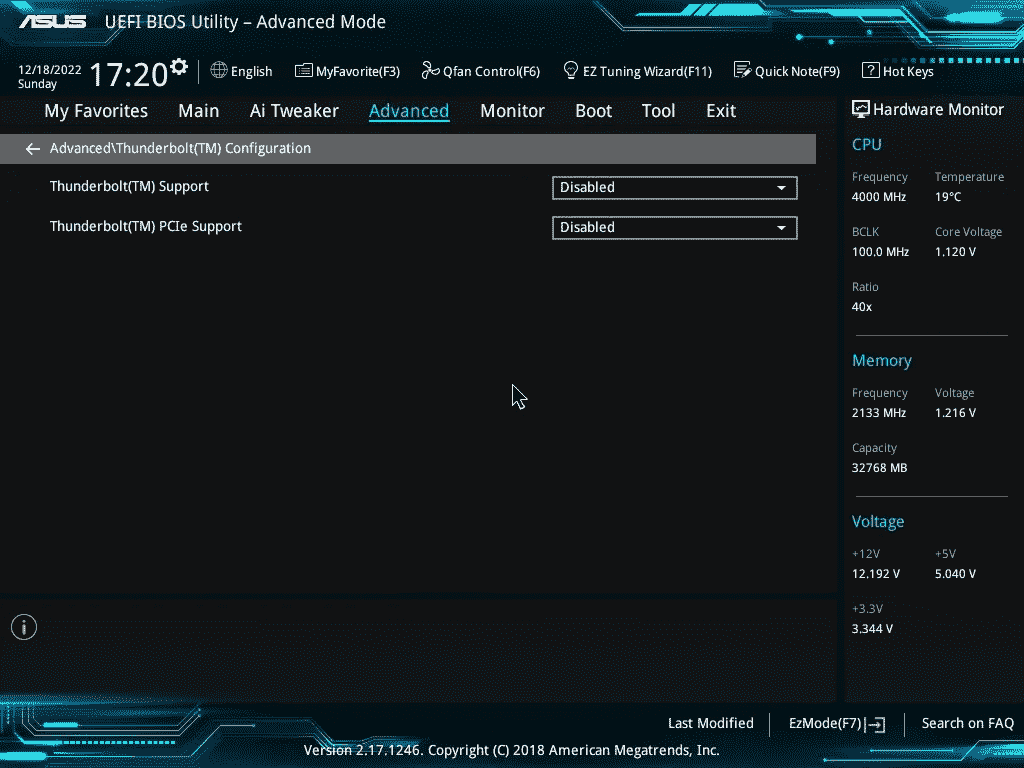 ASUS UEFI BIOS Utility – Advanced Mode
12/18/2022 Sunday 17:20 English MyFavorite(F3) Qfan Control(F6) EZ Tuning Wizard(F11) Quick Note(F9) ? Hot Keys
My Favorites Main Ai Tweaker Advanced Monitor Boot Tool Exit
Advanced\Thunderbolt(TM) Configuration
Thunderbolt(TM) Support Disabled
Thunderbolt(TM) PCIe Support Disabled
Hardware Monitor
CPU
Frequency Temperature
4000 MHz 19°C
BCLK Core Voltage
100.0 MHz 1.120 V
Ratio
40x
Memory
Frequency Voltage
2133 MHz 1.216 V
Capacity
32768 MB
Voltage
+12V +5V
12.192 V 5.040 V
+3.3V
3.344 V
i
Last Modified EzMode(F7) Search on FAQ
Version 2.17.1246. Copyright (C) 2018 American Megatrends, Inc.